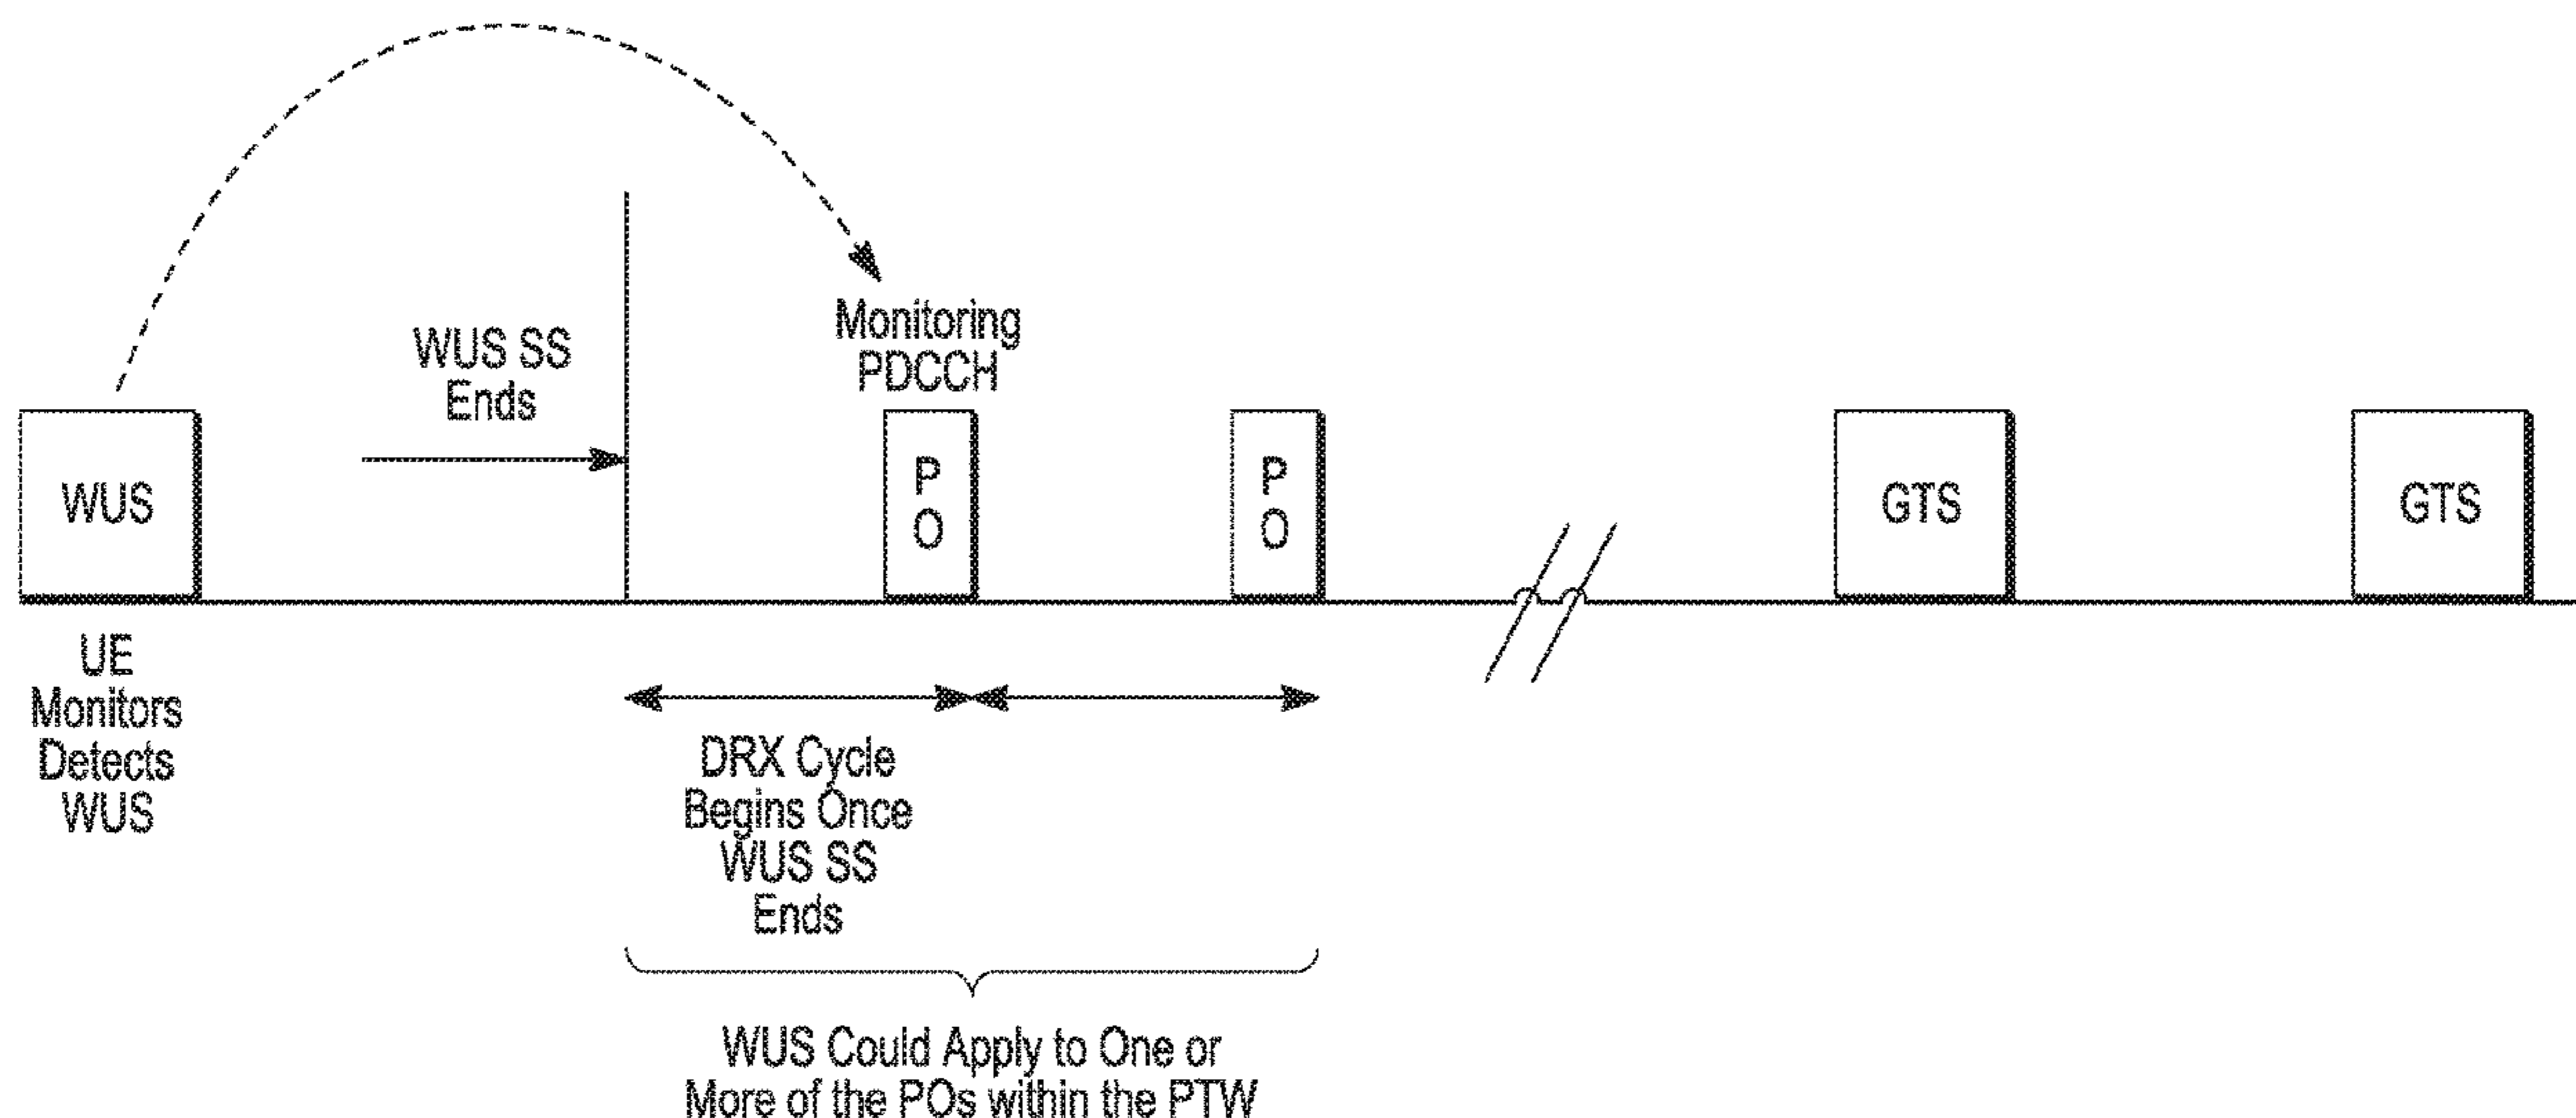 WUS SS
Ends
Monitoring
PDCCH
WUS
P
O
P
O
GTS
GTS
UE
Monitors
Detects
WUS
DRX Cycle
Begins Once
WUS SS
Ends
WUS Could Apply to One or
More of the POs within the PTW